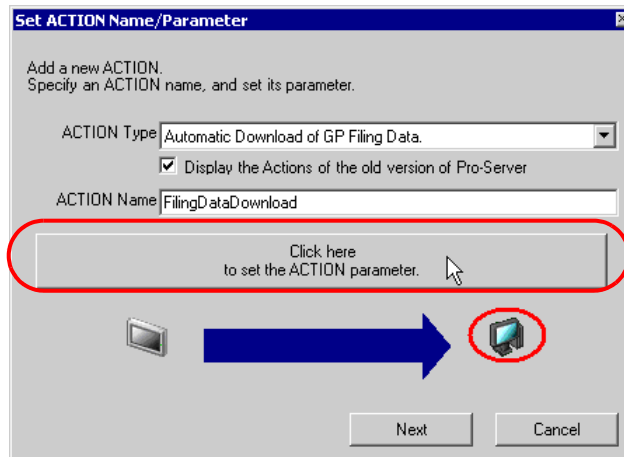 Set ACTION Name/Parameter
Add a new ACTION.
Specify an ACTION name, and set its parameter.
ACTION Type Automatic Download of GP Filing Data.
Display the Actions of the old version of Pro-Server
ACTION Name FilingDataDownload
Click here
to set the ACTION parameter.
Next Cancel